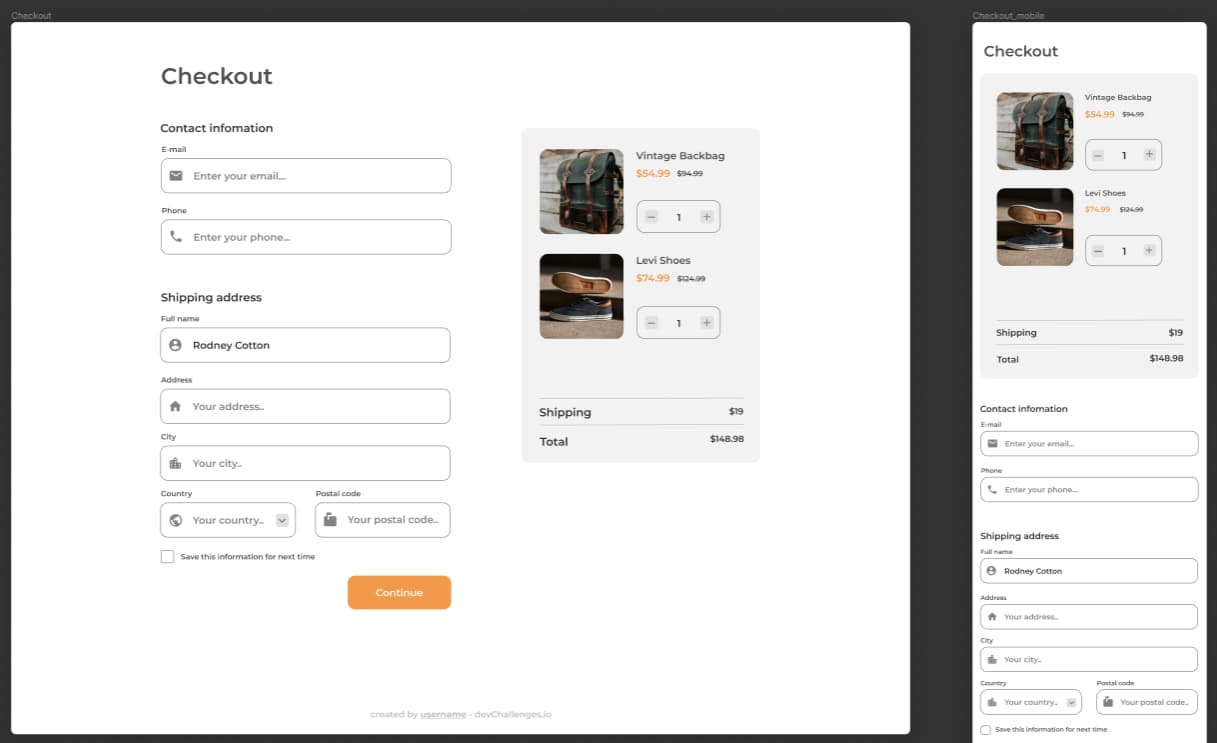 Checkout
Checkout
Contact infomation
E-mail
Enter your email...
Phone
Enter your phone...
Shipping address
Full name
Rodney Cotton
Address
Your address..
City
Your city..
Country
Postal code
Your country..
Your postal code..
Save this information for next time
Continue
Vintage Backbag
$54.99 $94.99
1
Levi Shoes
$74.99 $124.99
1
Shipping $19
Total $148.98
created by username - devChallenges.io
Checkout_mobile
Checkout
Vintage Backbag
$54.99 $94.99
1
Levi Shoes
$74.99 $124.99
1
Shipping $19
Total $148.98
Contact infomation
E-mail
Enter your email...
Phone
Enter your phone...
Shipping address
Full name
Rodney Cotton
Address
Your address..
City
Your city..
Country
Postal code
Your country..
Your postal code..
Save this information for next time